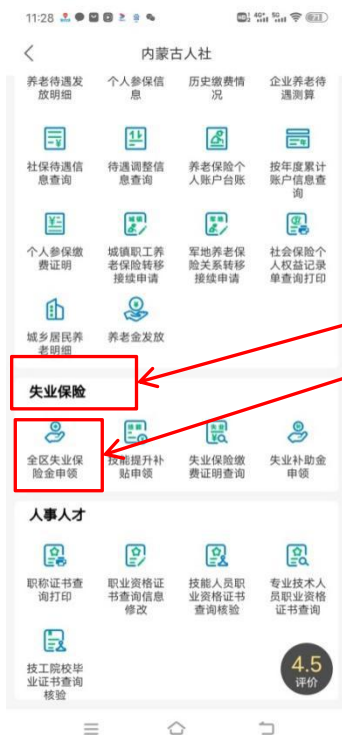 11:28
内蒙古人社
养老待遇发 个人参保信 历史缴费情 企业养老待
放明细 息 况 遇测算
社保待遇信 待遇调整信 养老保险个 按年度累计
息查询 息查询 人账户台账 账户信息查
询
个人参保缴 城镇职工养 军地养老保 社会保险个
费证明 老保险转移 险关系转移 人权益记录
接续申请 接续申请 单查询打印
城乡居民养 养老金发放
老明细
失业保险
全区失业保 技能提升补 失业保险缴 失业补助金
险金申领 贴申领 费证明查询 申领
人事人才
职称证书查 职业资格证 技能人员职 专业技术人
询打印 书查询信息 业资格证书 员职业资格
修改 查询核验 证书查询
技工院校毕
业证书查询
核验
4.5
评价